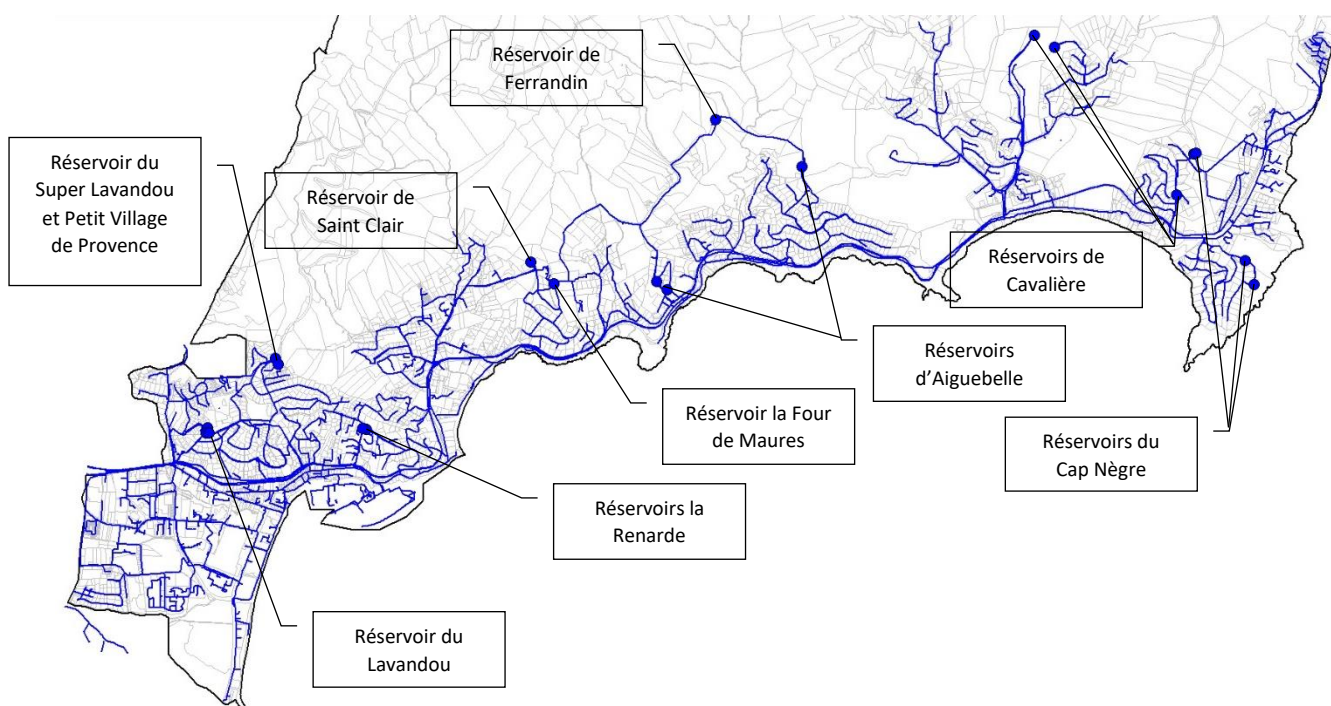 Réservoir de
Ferrandin
Réservoir du
Super Lavandou
et Petit Village
de Provence
Réservoir de
Saint Clair
Réservoirs de
Cavalière
Réservoirs
d’Aiguebelle
Réservoir la Four
de Maures
Réservoirs du
Cap Nègre
Réservoirs la
Renarde
Réservoir du
Lavandou